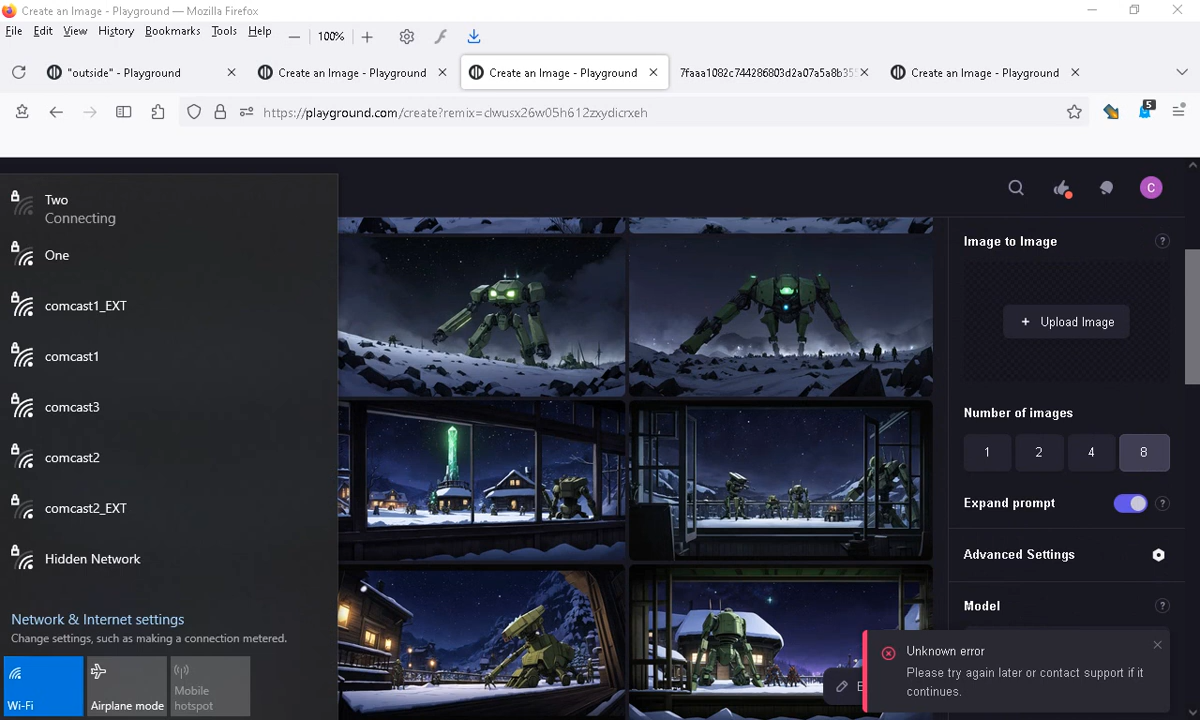 Create an Image - Playground — Mozilla Firefox
File Edit View History Bookmarks Tools Help
100%
"outside" - Playground
Create an Image - Playground
Create an Image - Playground
7faaa1082c744286803d2a07a5a8b35
Create an Image - Playground
https://playground.com/create?remix=clwusx26w05h612zxydicrxeh
5
Two
Connecting
One
comcast1_EXT
comcast1
comcast3
comcast2
comcast2_EXT
Hidden Network
Network & Internet settings
Change settings, such as making a connection metered.
Wi-Fi
Airplane mode
Mobile
hotspot
C
Image to Image
?
+ Upload Image
Number of images
1 2 4 8
Expand prompt
?
Advanced Settings
Model
?
E
Unknown error
Please try again later or contact support if it
continues.